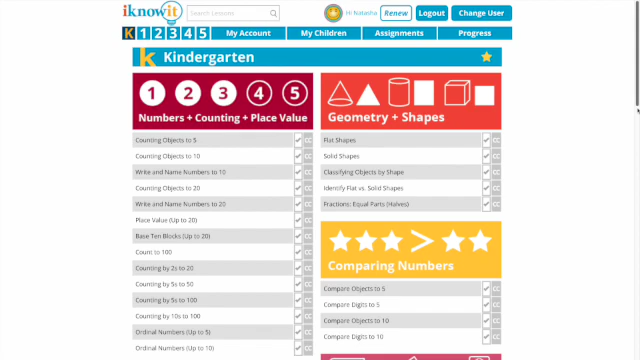 iknowit
Search Lessons
Hi Natasha
Renew
Logout
Change User
K 1 2 3 4 5
My Account
My Children
Assignments
Progress
k Kindergarten
1 2 3 4 5
Numbers + Counting + Place Value
Counting Objects to 5 CC
Counting Objects to 10 CC
Write and Name Numbers to 10 CC
Counting Objects to 20 CC
Write and Name Numbers to 20 CC
Place Value (Up to 20) CC
Base Ten Blocks (Up to 20) CC
Count to 100 CC
Counting by 2s to 20 CC
Counting by 5s to 50 CC
Counting by 5s to 100 CC
Counting by 10s to 100 CC
Ordinal Numbers (Up to 5) CC
Ordinal Numbers (Up to 10) CC
Geometry + Shapes
Flat Shapes CC
Solid Shapes CC
Classifying Objects by Shape CC
Identify Flat vs. Solid Shapes CC
Fractions: Equal Parts (Halves) CC
>
Comparing Numbers
Compare Objects to 5 CC
Compare Digits to 5 CC
Compare Objects to 10 CC
Compare Digits to 10 CC